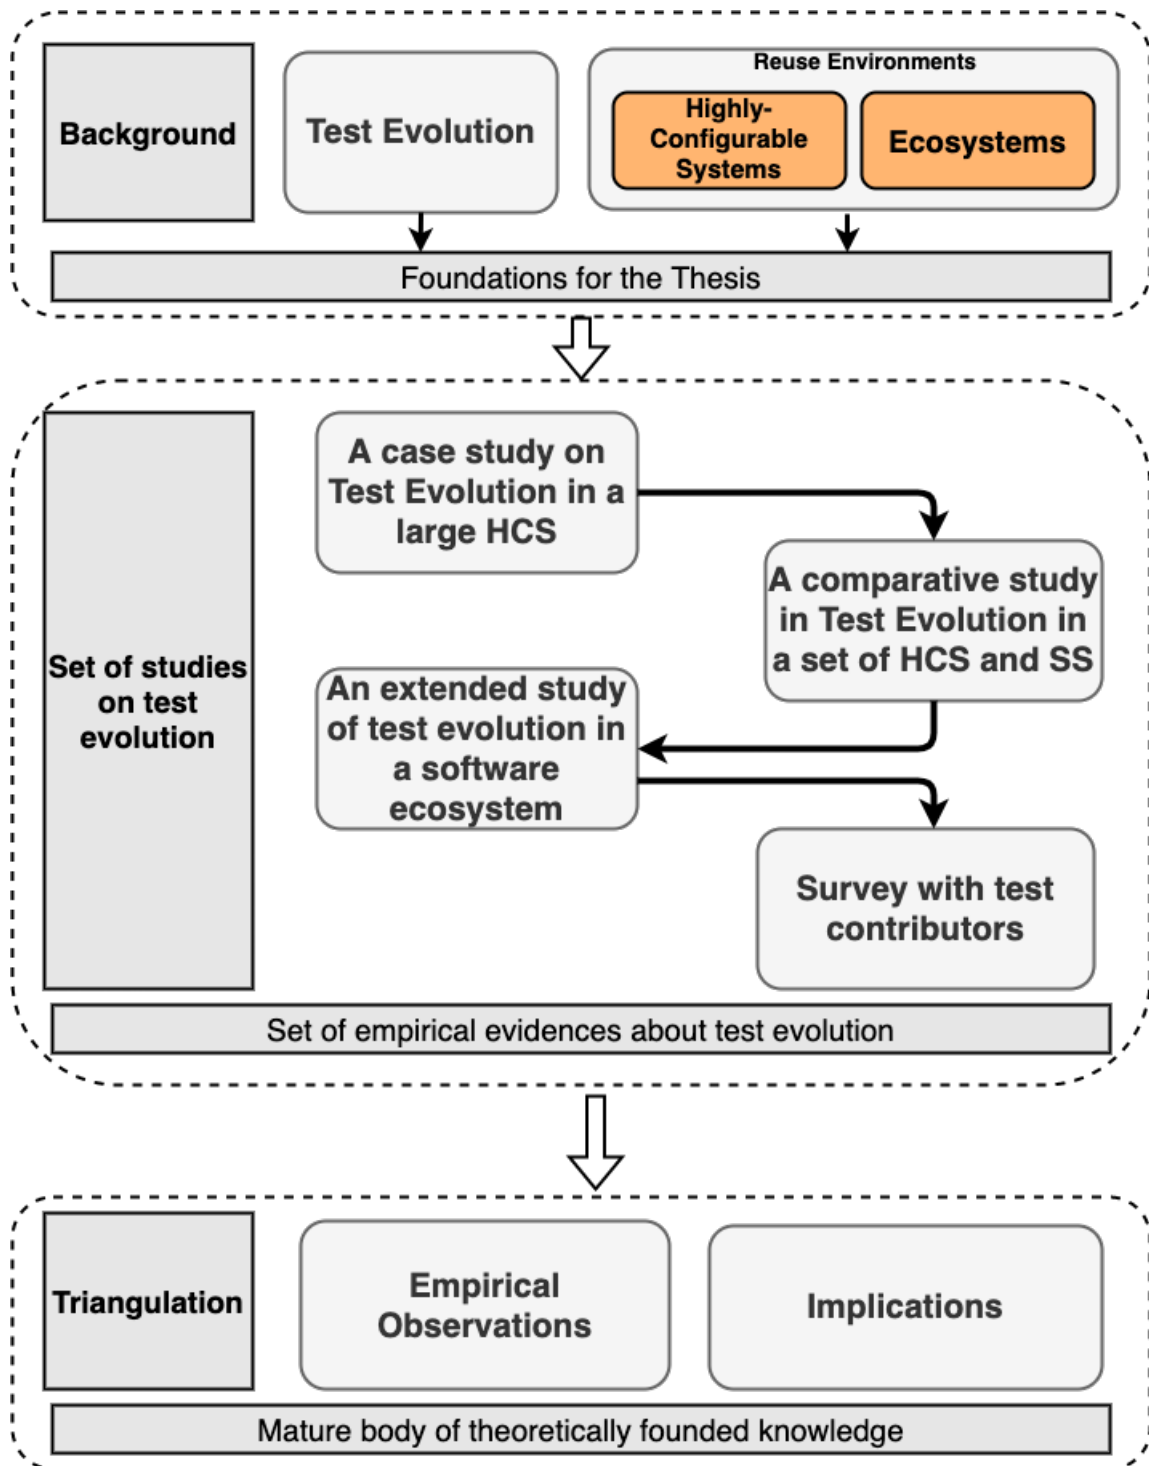 Background
Test Evolution
Reuse Environments
Highly-
Configurable
Systems
Ecosystems
Foundations for the Thesis
Set of studies
on test
evolution
A case study on
Test Evolution in a
large HCS
A comparative study
in Test Evolution in
a set of HCS and SS
An extended study
of test evolution in
a software
ecosystem
Survey with test
contributors
Set of empirical evidences about test evolution
Triangulation
Empirical
Observations
Implications
Mature body of theoretically founded knowledge